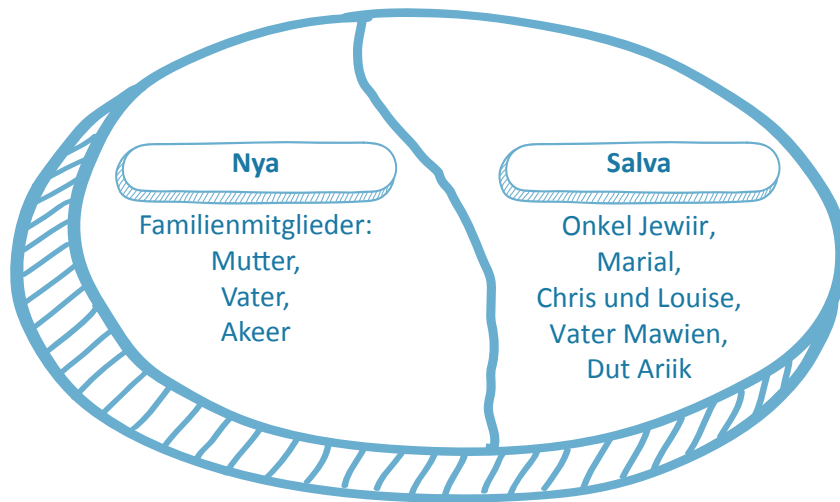 Nya
Familienmitglieder:
Mutter,
Vater,
Akeer
Salva
Onkel Jewiir,
Marial,
Chris und Louise,
Vater Mawien,
Dut Ariik